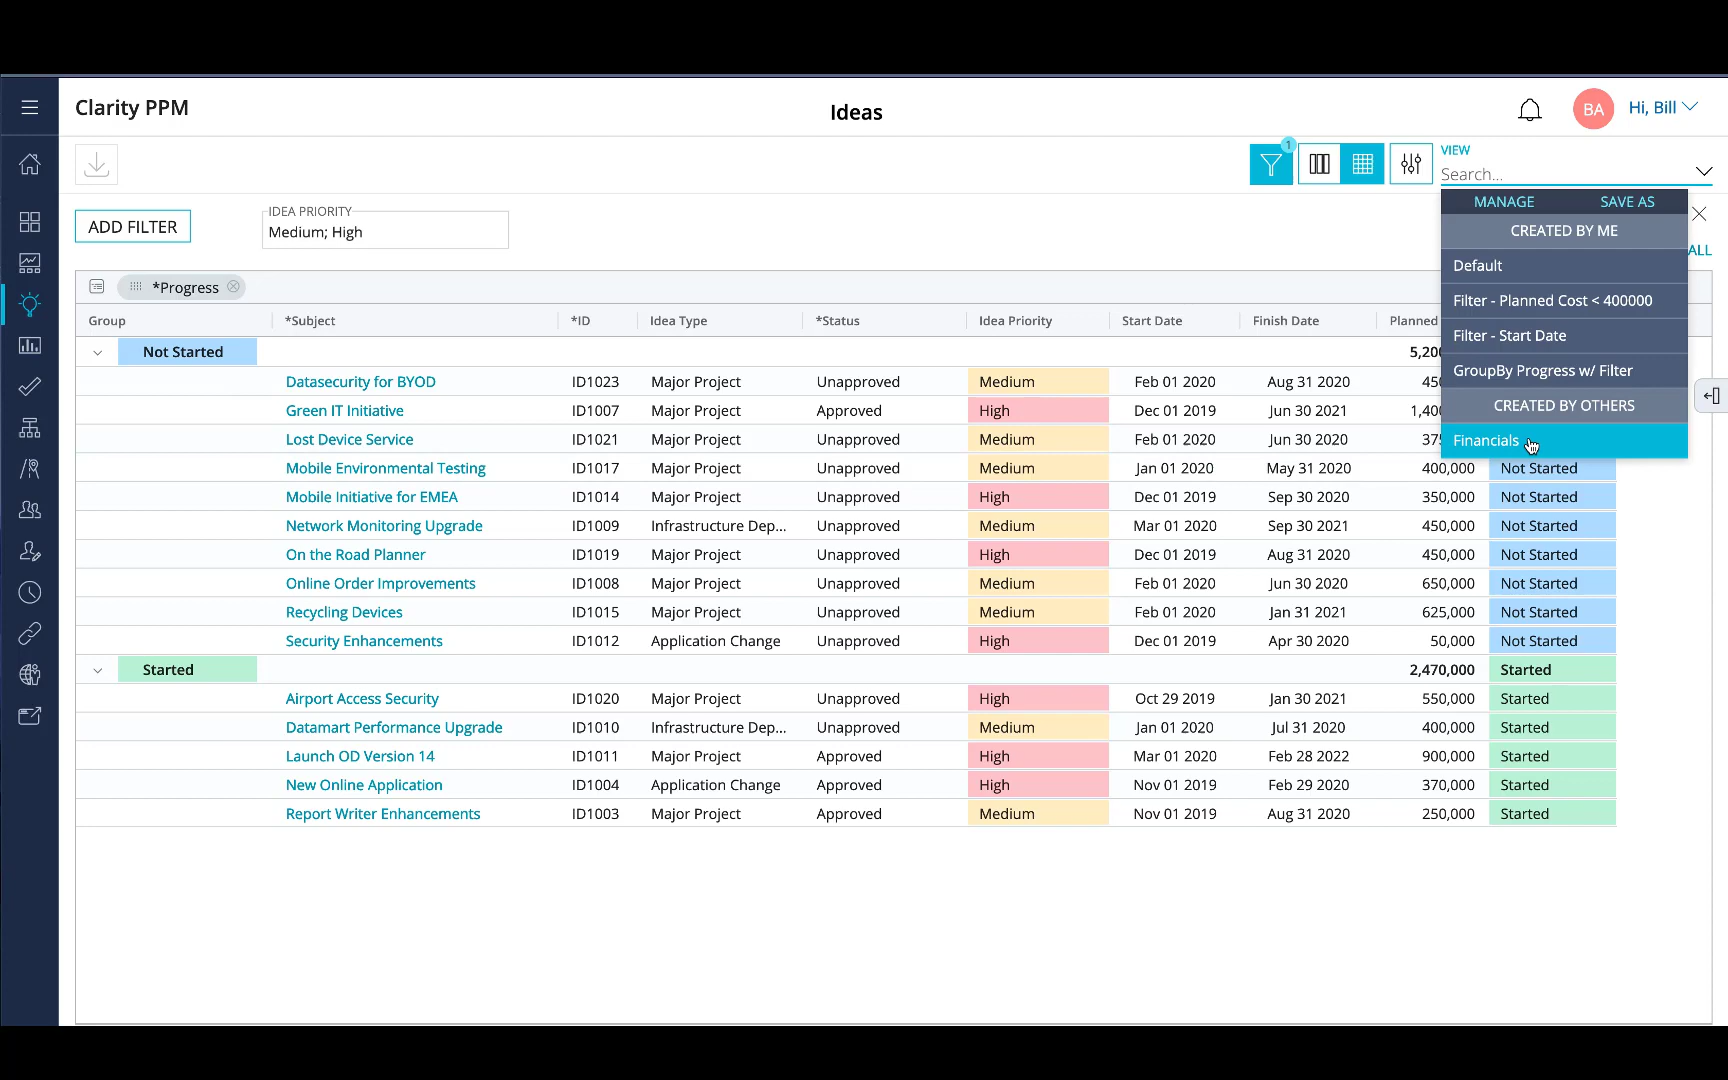 Clarity PPM
Ideas
BA
Hi, Bill
1
VIEW
Search...
MANAGE SAVE AS
CREATED BY ME
Default
Filter - Planned Cost < 400000
Filter - Start Date
GroupBy Progress w/ Filter
CREATED BY OTHERS
Financials
ALL
ADD FILTER
IDEA PRIORITY
Medium; High
*Progress
Group *Subject *ID Idea Type *Status Idea Priority Start Date Finish Date Planned
Not Started 5,200
Datasecurity for BYOD ID1023 Major Project Unapproved Medium Feb 01 2020 Aug 31 2020 45
Green IT Initiative ID1007 Major Project Approved High Dec 01 2019 Jun 30 2021 1,40
Lost Device Service ID1021 Major Project Unapproved Medium Feb 01 2020 Jun 30 2020 37
Mobile Environmental Testing ID1017 Major Project Unapproved Medium Jan 01 2020 May 31 2020 400,000 Not Started
Mobile Initiative for EMEA ID1014 Major Project Unapproved High Dec 01 2019 Sep 30 2020 350,000 Not Started
Network Monitoring Upgrade ID1009 Infrastructure Dep... Unapproved Medium Mar 01 2020 Sep 30 2021 450,000 Not Started
On the Road Planner ID1019 Major Project Unapproved High Dec 01 2019 Aug 31 2020 450,000 Not Started
Online Order Improvements ID1008 Major Project Unapproved Medium Feb 01 2020 Jun 30 2020 650,000 Not Started
Recycling Devices ID1015 Major Project Unapproved Medium Feb 01 2020 Jan 31 2021 625,000 Not Started
Security Enhancements ID1012 Application Change Unapproved High Dec 01 2019 Apr 30 2020 50,000 Not Started
Started 2,470,000 Started
Airport Access Security ID1020 Major Project Unapproved High Oct 29 2019 Jan 30 2021 550,000 Started
Datamart Performance Upgrade ID1010 Infrastructure Dep... Unapproved Medium Jan 01 2020 Jul 31 2020 400,000 Started
Launch OD Version 14 ID1011 Major Project Approved High Mar 01 2020 Feb 28 2022 900,000 Started
New Online Application ID1004 Application Change Approved High Nov 01 2019 Feb 29 2020 370,000 Started
Report Writer Enhancements ID1003 Major Project Approved Medium Nov 01 2019 Aug 31 2020 250,000 Started